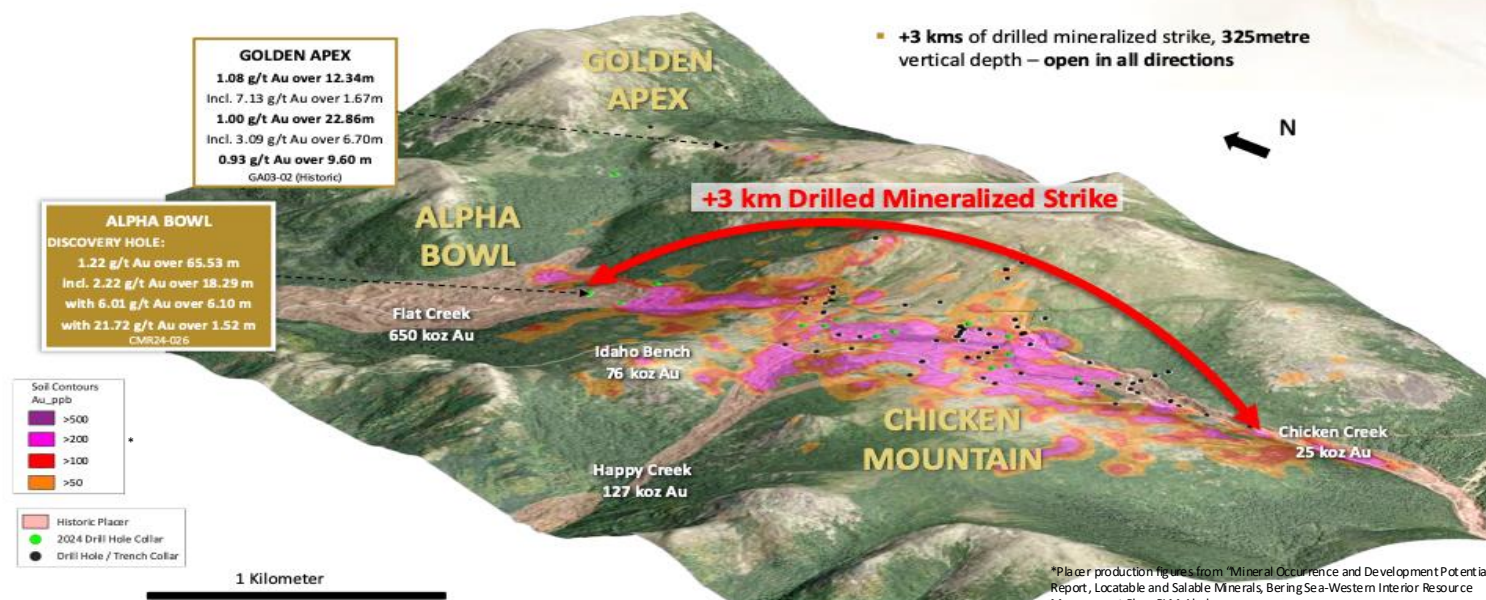 GOLDEN APEX
1.08 g/t Au over 12.34m
Incl. 7.13 g/t Au over 1.67m
1.00 g/t Au over 22.86m
Incl. 3.09 g/t Au over 6.70m
0.93 g/t Au over 9.60 m
GA03-02 (Historic)
GOLDEN
APEX
▪ +3 kms of drilled mineralized strike, 325metre
vertical depth – open in all directions
N
+3 km Drilled Mineralized Strike
ALPHA BOWL
DISCOVERY HOLE:
1.22 g/t Au over 65.53 m
incl. 2.22 g/t Au over 18.29 m
with 6.01 g/t Au over 6.10 m
with 21.72 g/t Au over 1.52 m
CMR24-026
ALPHA
BOWL
Flat Creek
650 koz Au
Idaho Bench
76 koz Au
CHICKEN
MOUNTAIN
Chicken Creek
25 koz Au
Happy Creek
127 koz Au
Soil Contours
Au_ppb
>500
>200
>100
>50
*
Historic Placer
2024 Drill Hole Collar
Drill Hole / Trench Collar
1 Kilometer
*Placer production figures from "Mineral Occurrence and Development Potentia
Report, Locatable and Salable Minerals, Bering Sea-Western Interior Resource